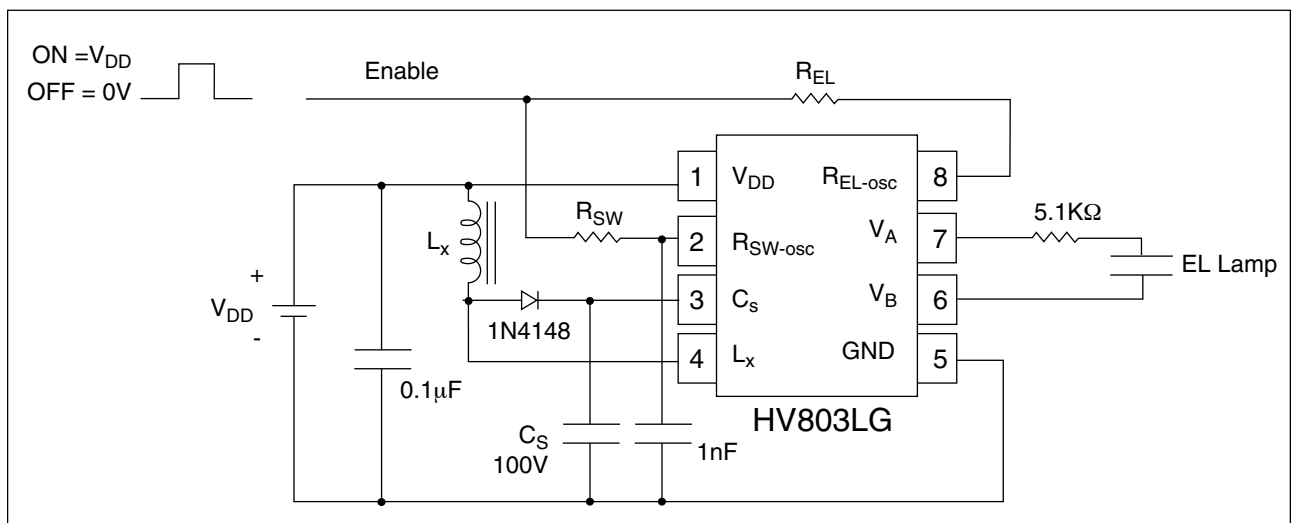 ON =VDD
OFF = 0V
Enable
REL
1
VDD
REL-osc
8
RSW
2
RSW-osc
VA
7
5.1KΩ
Lx
EL Lamp
+
VDD
-
3
Cs
VB
6
1N4148
4
Lx
GND
5
0.1μF
HV803LG
CS
100V
1nF